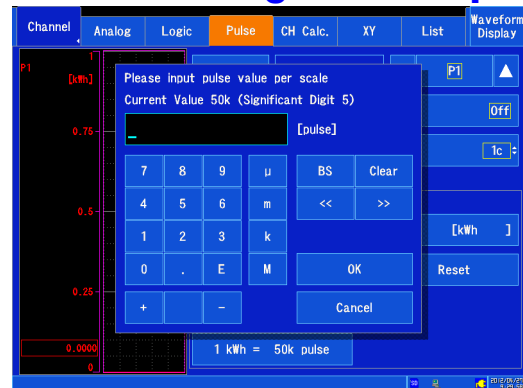 Channel
Analog
Logic
Pulse
CH Calc.
XY
List
Waveform
Display
P1
[kWh]
1
0.75
0.5
0.25
0.0000
0
Please input pulse value per scale
Current Value 50k (Significant Digit 5)
_
[pulse]
7 8 9 µ BS Clear
4 5 6 m << >>
1 2 3 k
0 . E M OK
+ - Cancel
P1
Off
1c
[kWh ]
Reset
1 kWh = 50k pulse
SD